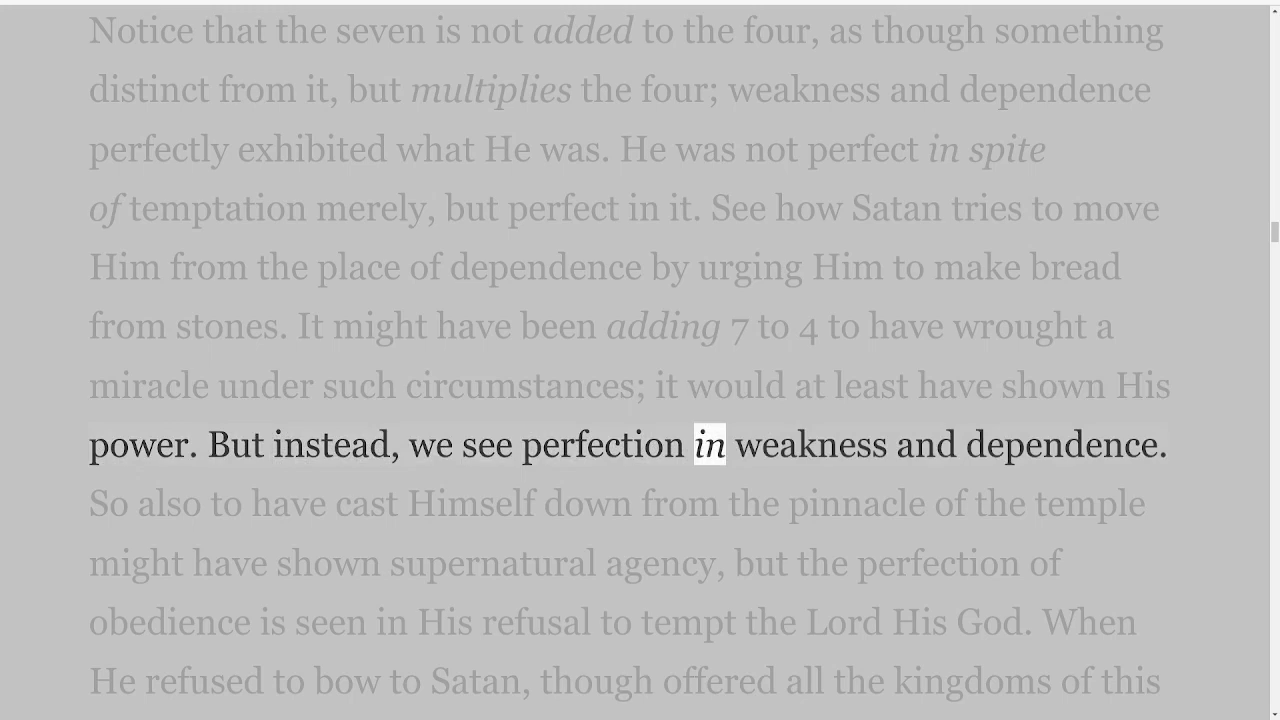 Notice that the seven is not added to the four, as though something
distinct from it, but multiplies the four; weakness and dependence
perfectly exhibited what He was. He was not perfect in spite
of temptation merely, but perfect in it. See how Satan tries to move
Him from the place of dependence by urging Him to make bread
from stones. It might have been adding 7 to 4 to have wrought a
miracle under such circumstances; it would at least have shown His
power. But instead, we see perfection in weakness and dependence.
So also to have cast Himself down from the pinnacle of the temple
might have shown supernatural agency, but the perfection of
obedience is seen in His refusal to tempt the Lord His God. When
He refused to bow to Satan, though offered all the kingdoms of this